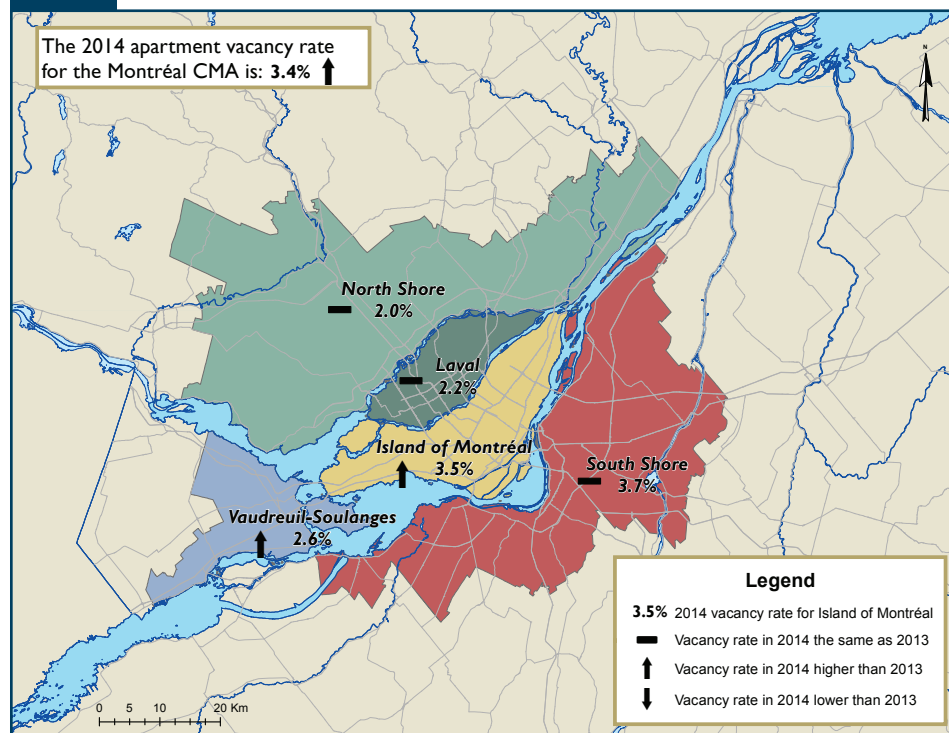 The 2014 apartment vacancy rate
for the Montréal CMA is: 3.4%
N
North Shore
2.0%
Laval
2.2%
Island of Montréal
3.5%
South Shore
3.7%
Vaudreuil-Soulanges
2.6%
Legend
3.5% 2014 vacancy rate for Island of Montréal
Vacancy rate in 2014 the same as 2013
Vacancy rate in 2014 higher than 2013
Vacancy rate in 2014 lower than 2013
0 5 10 20 Km